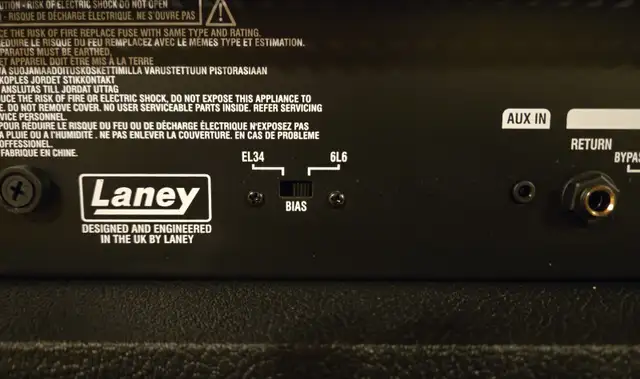 UTION - RISK OF ELECTRIC SHOCK DO NOT OPEN
- RISQUE DE DÉCHARGE ÉLECTRIQUE. NE S'OUVRE PAS
CE THE RISK OF FIRE REPLACE FUSE WITH SAME TYPE AND RATING.
RÉDUIRE LE RISQUE DU FEU REMPLACEZ AVEC LE MÊMES TYPE ET ESTIMATION.
PARATUS MUST BE EARTHED,
ET APPAREIL DOIT ÊTRE MIS À LA TERRE
VA SUOJAMAADOITUSKOSKETTIMILLA VARUSTETTUUN PISTORASIAAN
KOPLES JORDET STIKKONTAKT
ANSLUTAS TILL JORDAT UTTAG
UCE THE RISK OF FIRE OR ELECTRIC SHOCK, DO NOT EXPOSE THIS APPLIANCE TO
E. DO NOT REMOVE COVER. NO USER SERVICEABLE PARTS INSIDE. REFER SERVICING
VICE PERSONNEL.
POUR RÉDUIRE LE RISQUE DU FEU OU DE DÉCHARGE ÉLECTRIQUE N'EXPOSEZ PAS
A PLUIE OU A L'HUMIDITE . NE PAS ENLEVER LA COUVERTURE. EN CAS DE PROBLEME
OFFESSIONEL.
FABRIQUE EN CHINE.
Laney
DESIGNED AND ENGINEERED
IN THE UK BY LANEY
EL34 6L6
BIAS
AUX IN
RETURN
BYPAS